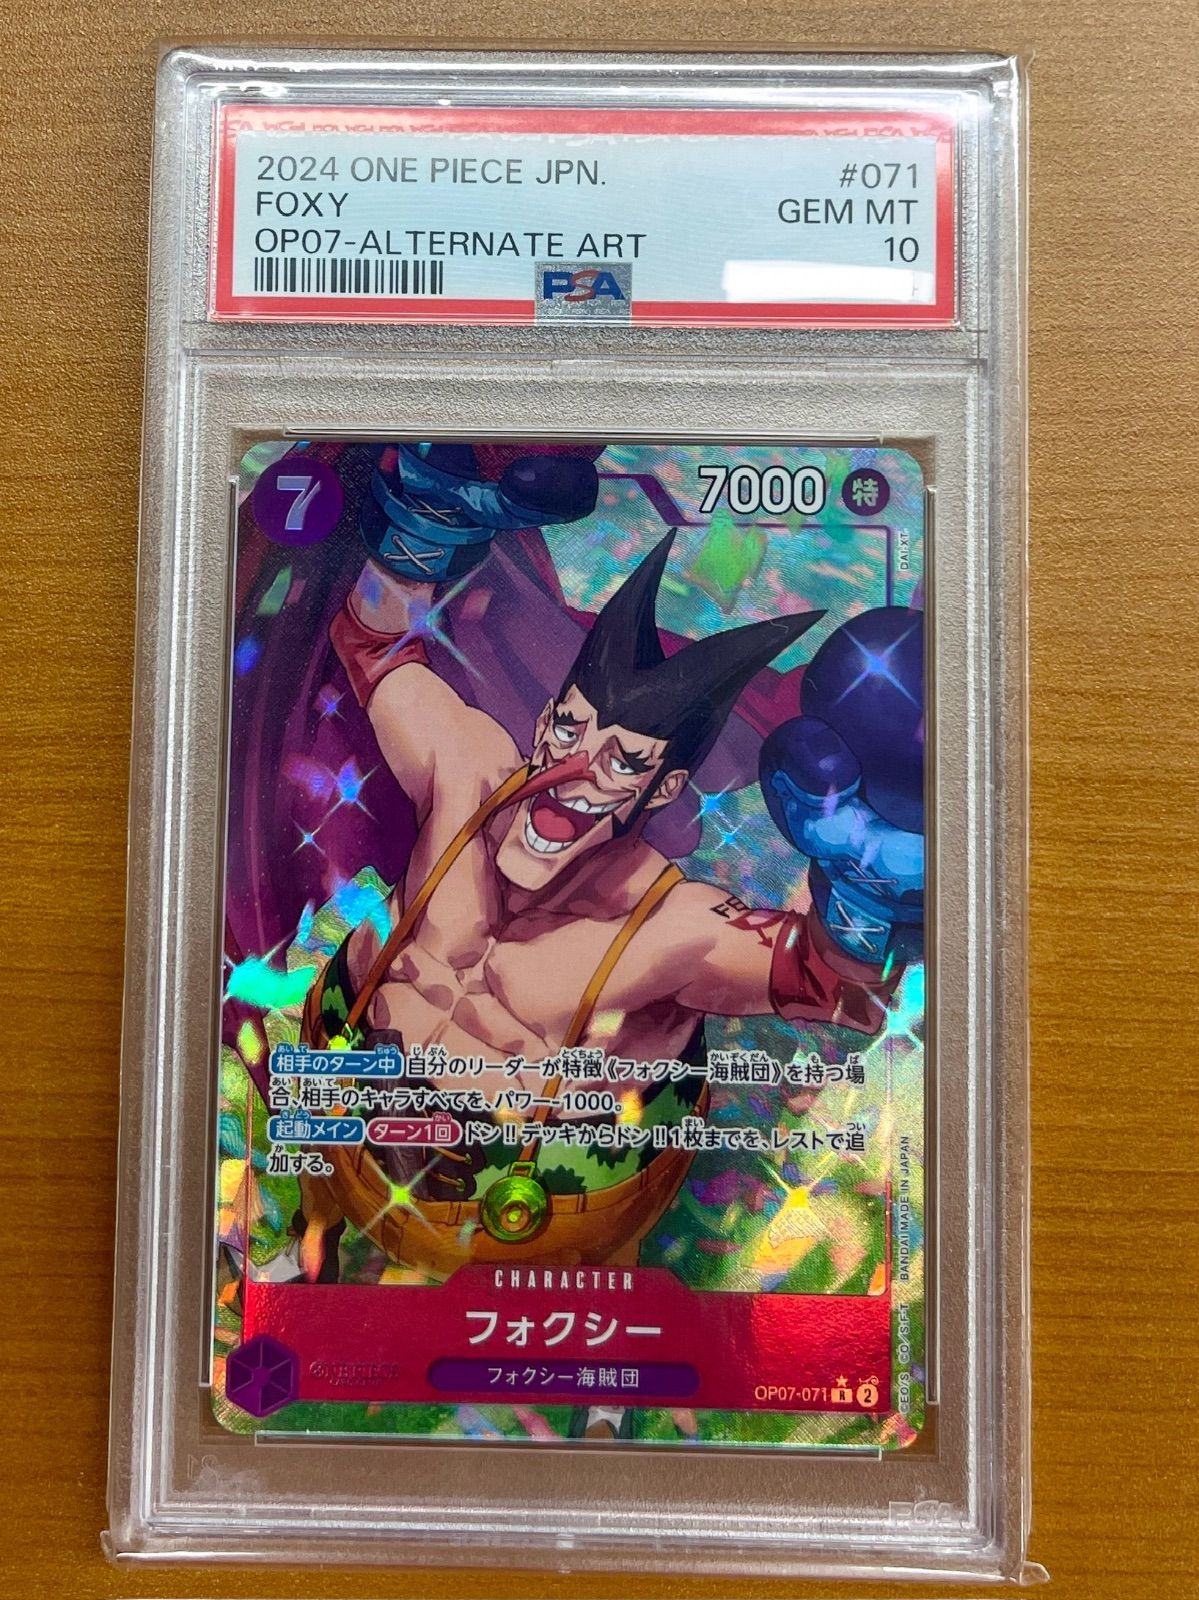 2024 ONE PIECE JPN. #071
FOXY GEM MT
OP07-ALTERNATE ART 10
PSA
7 7000 特
DAI-XT.
相手のターン中 自分のリーダーが特徴《フォクシー海賊団》を持つ場
合、相手のキャラすべてを、パワー-1000。
起動メイン ターン1回 ドン!!デッキからドン!!1枚までを、レストで追
加する。
CHARACTER
フォクシー
フォクシー海賊団
OP07-071 R 2
©EO/S. ©O/S.F.T BANDAI MADE IN JAPAN
PSA